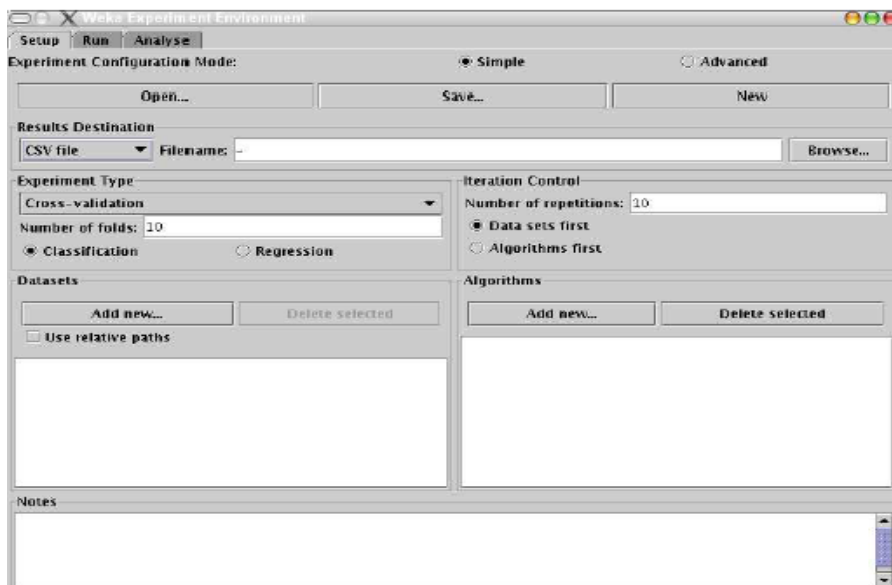 Weka Experiment Environment
Setup Run Analyse
Experiment Configuration Mode: Simple Advanced
Open... Save... New
Results Destination
CSV file Filename: - Browse...
Experiment Type Iteration Control
Cross-validation Number of repetitions: 10
Number of folds: 10 Data sets first
Classification Regression Algorithms first
Datasets Algorithms
Add new... Delete selected Add new... Delete selected
Use relative paths
Notes